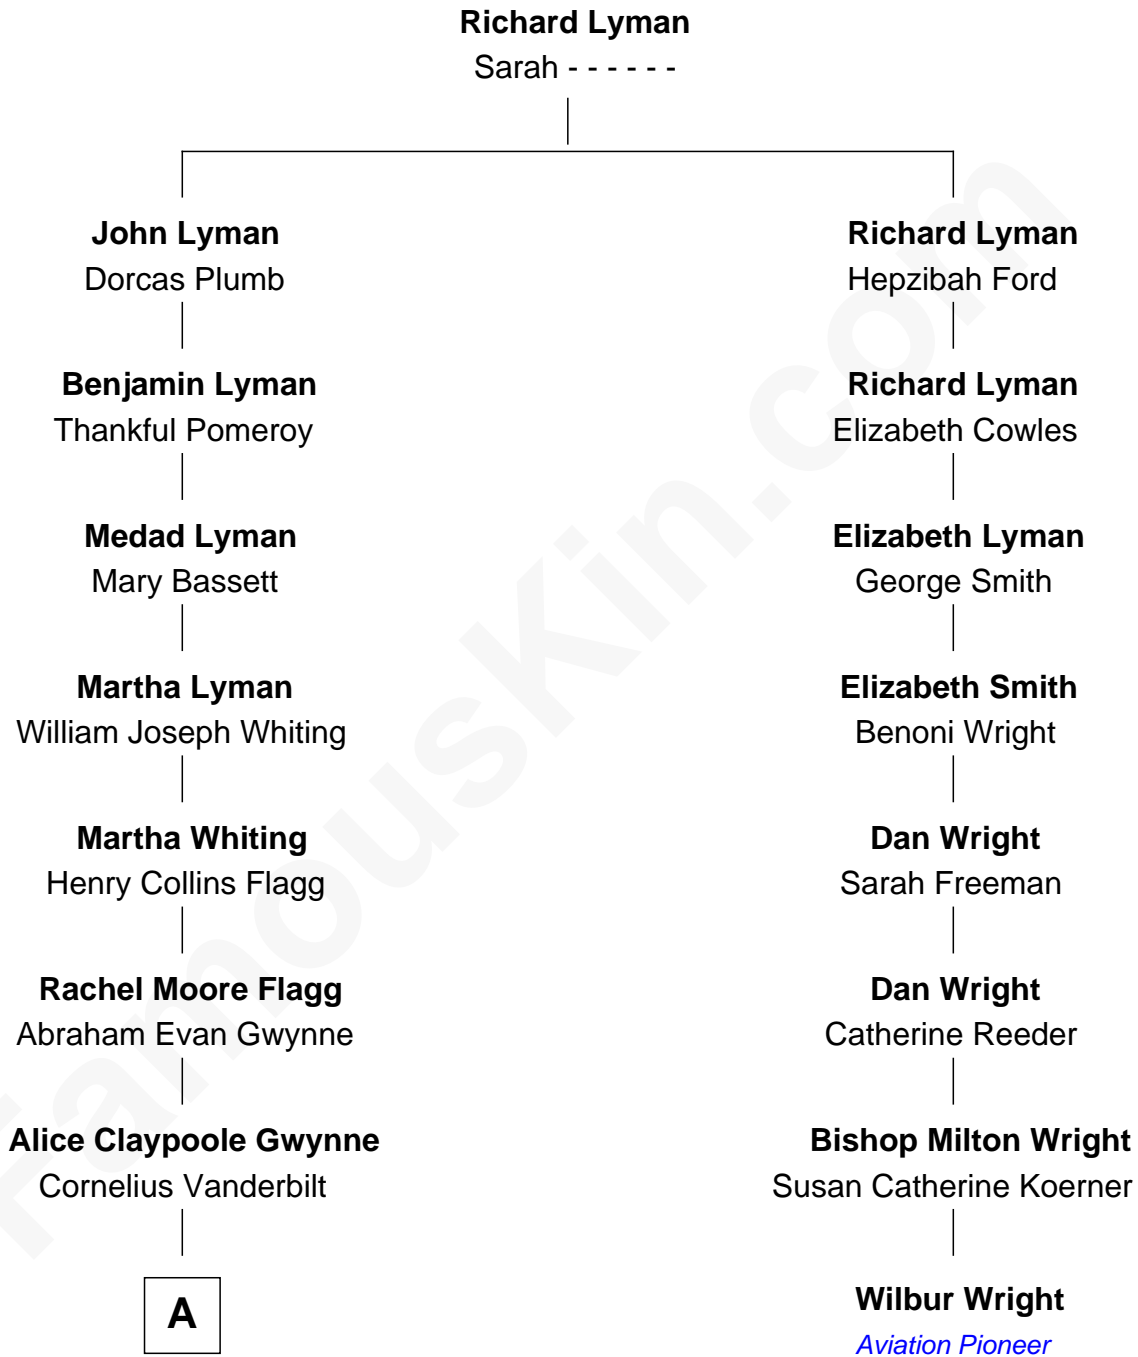 Richard Lyman
Sarah - - - - - -
John Lyman
Dorcas Plumb
Richard Lyman
Hepzibah Ford
Benjamin Lyman
Thankful Pomeroy
Richard Lyman
Elizabeth Cowles
Medad Lyman
Mary Bassett
Elizabeth Lyman
George Smith
Martha Lyman
William Joseph Whiting
Elizabeth Smith
Benoni Wright
Martha Whiting
Henry Collins Flagg
Dan Wright
Sarah Freeman
Rachel Moore Flagg
Abraham Evan Gwynne
Dan Wright
Catherine Reeder
Alice Claypoole Gwynne
Cornelius Vanderbilt
Bishop Milton Wright
Susan Catherine Koerner
A
Wilbur Wright
Aviation Pioneer
FamousKin.com